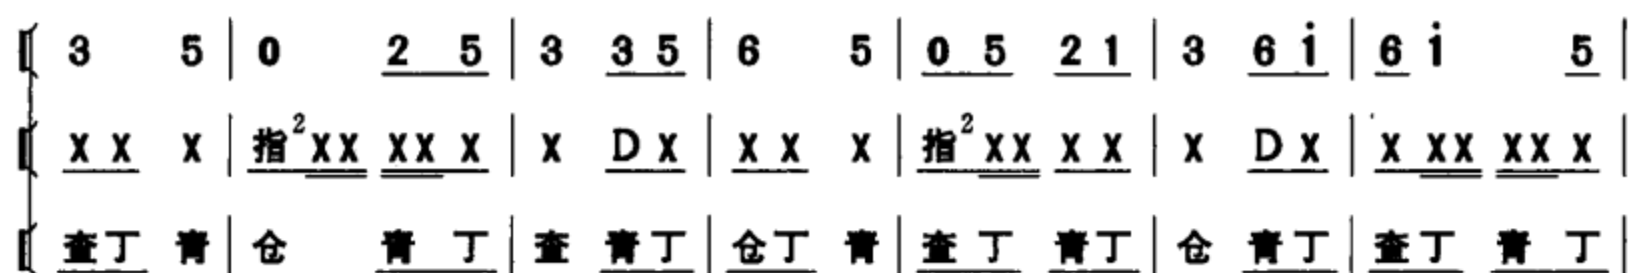 3 5 | 0 2 5 | 3 3 5 | 6 5 | 0 5 2 1 | 3 6 i | 6 i 5 |
X X X | 指² X X X X X | X D X | X X X | 指² X X X X | X D X | X X X X X X |
查丁 青 | 仓 青 丁 | 查 青丁 | 仓丁 青 | 查 丁 青丁 | 仓 青丁 | 查丁 青 丁